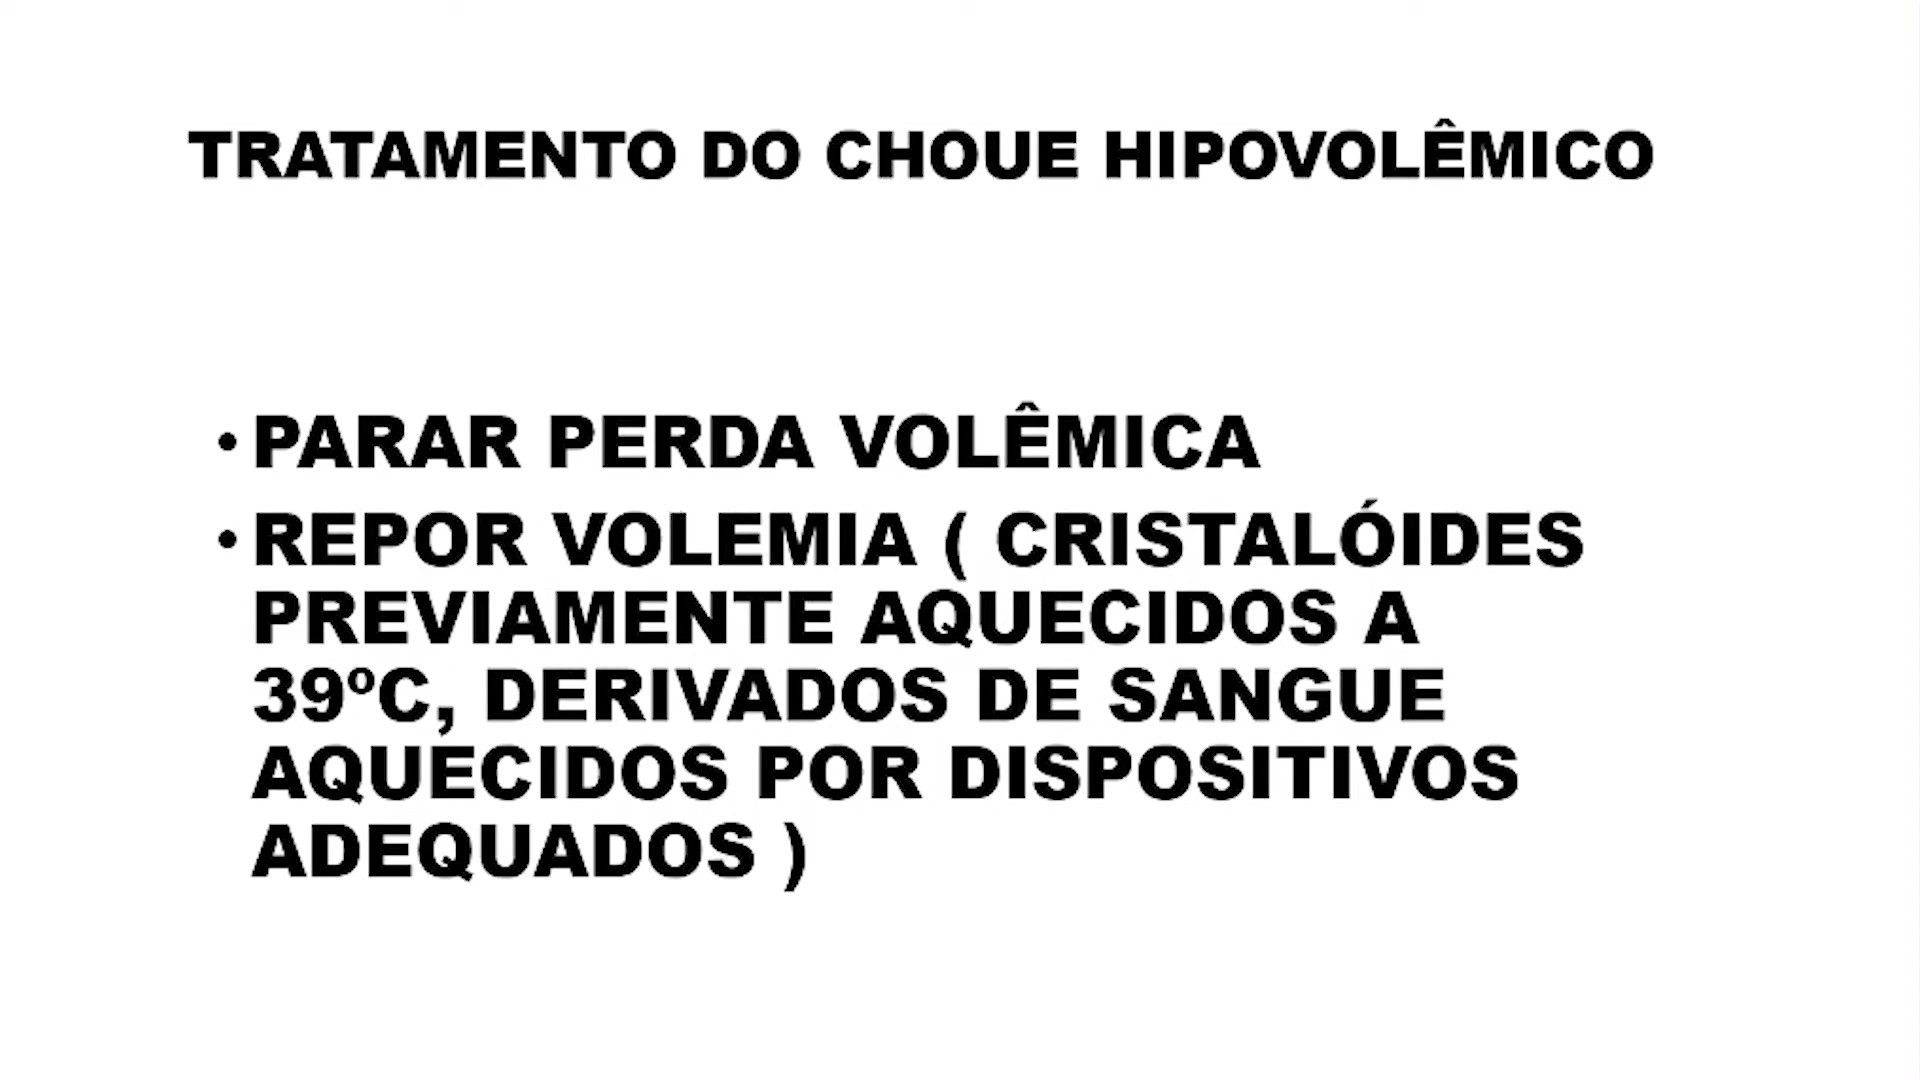 TRATAMENTO DO CHOUE HIPOVOLÊMICO
• PARAR PERDA VOLÊMICA
• REPOR VOLEMIA ( CRISTALÓIDES
PREVIAMENTE AQUECIDOS A
39ºC, DERIVADOS DE SANGUE
AQUECIDOS POR DISPOSITIVOS
ADEQUADOS )